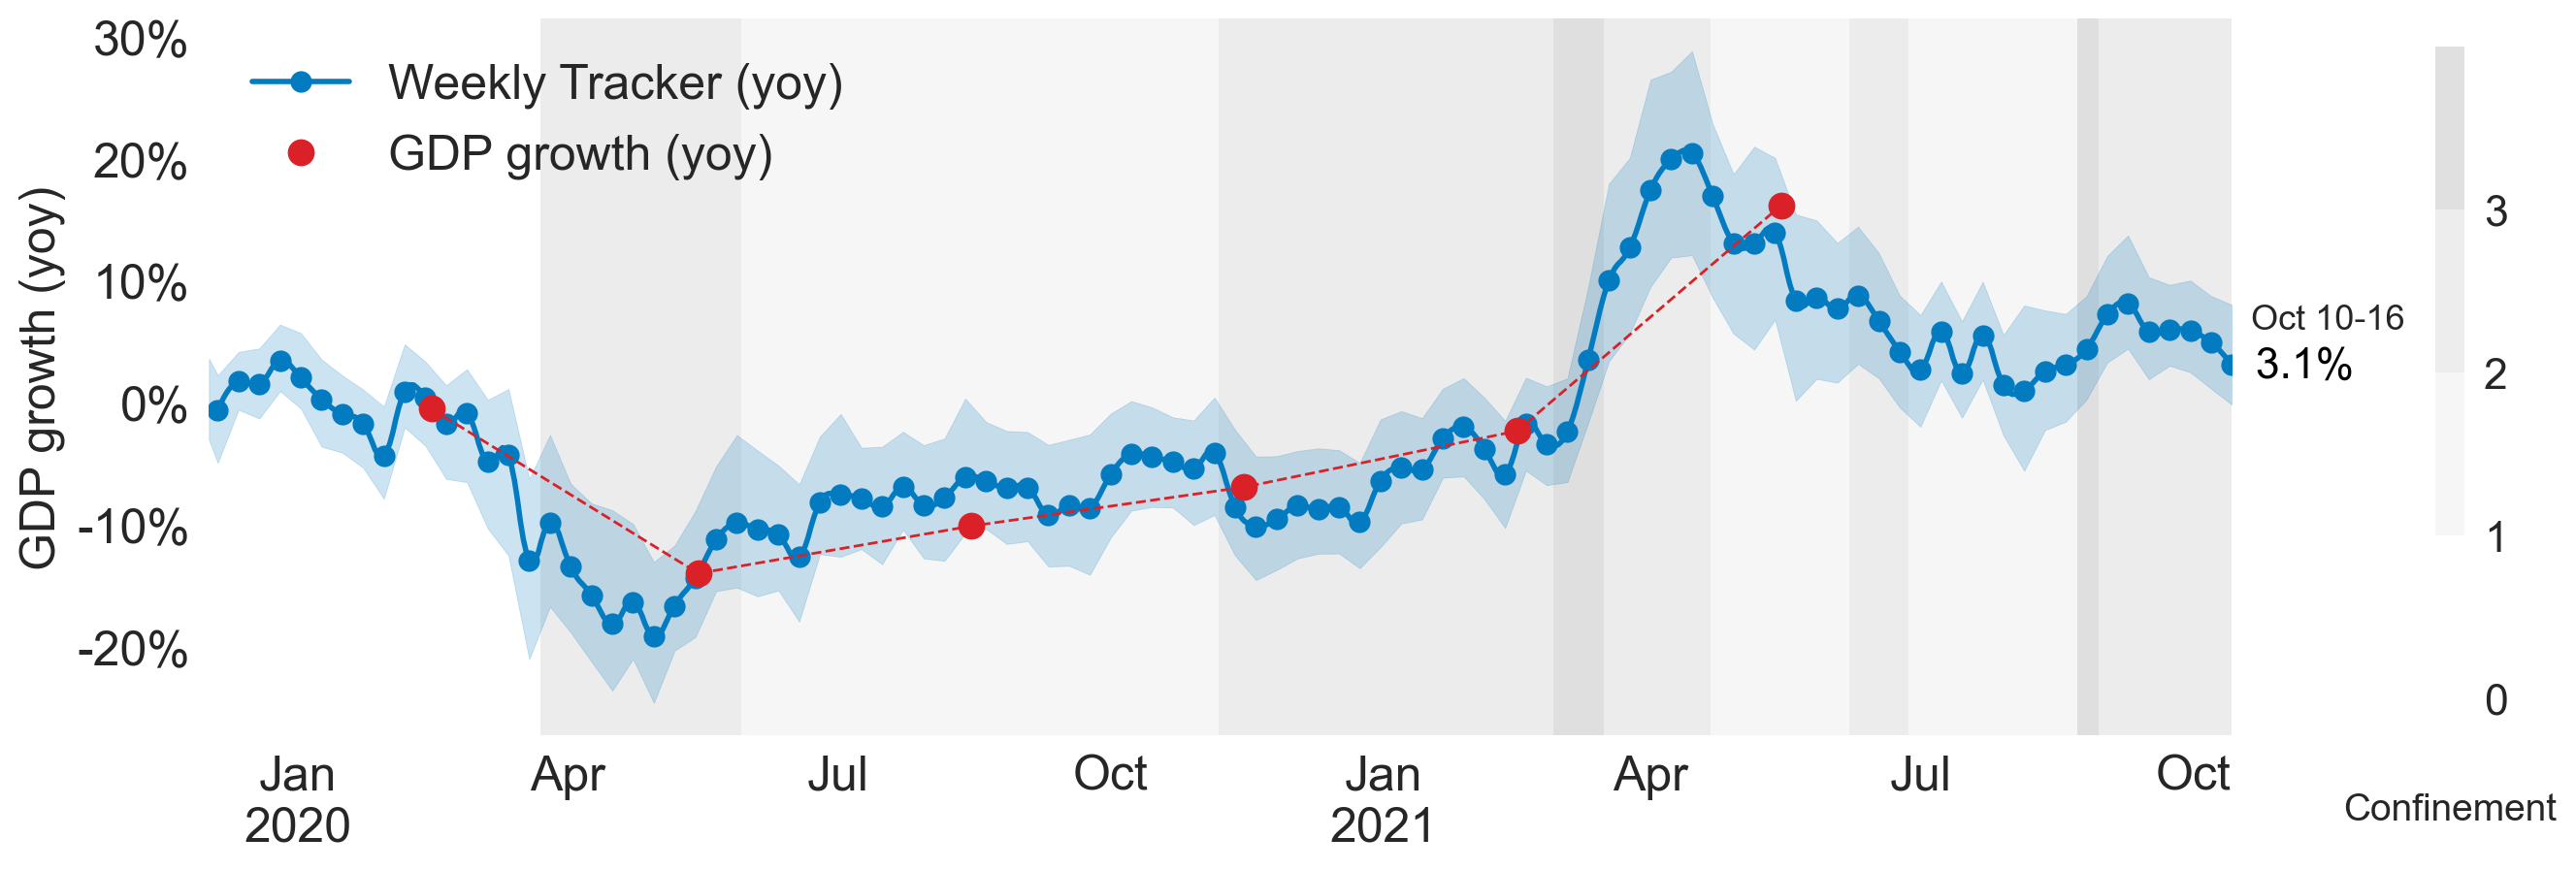 30%
20%
10%
0%
-10%
-20%
GDP growth (yoy)
Weekly Tracker (yoy)
GDP growth (yoy)
Oct 10-16
3.1%
3
2
1
0
Confinement
Jan Apr Jul Oct Jan Apr Jul Oct
2020 2021